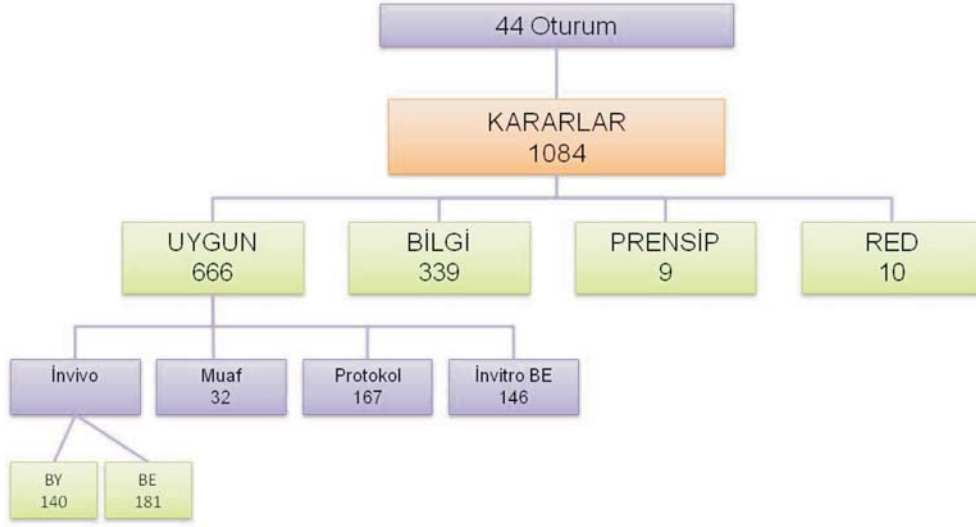 44 Oturum
KARARLAR
1084
UYGUN
666
BİLGİ
339
PRENSİP
9
RED
10
İnvivo
Muaf
32
Protokol
167
İnvitro BE
146
BY
140
BE
181